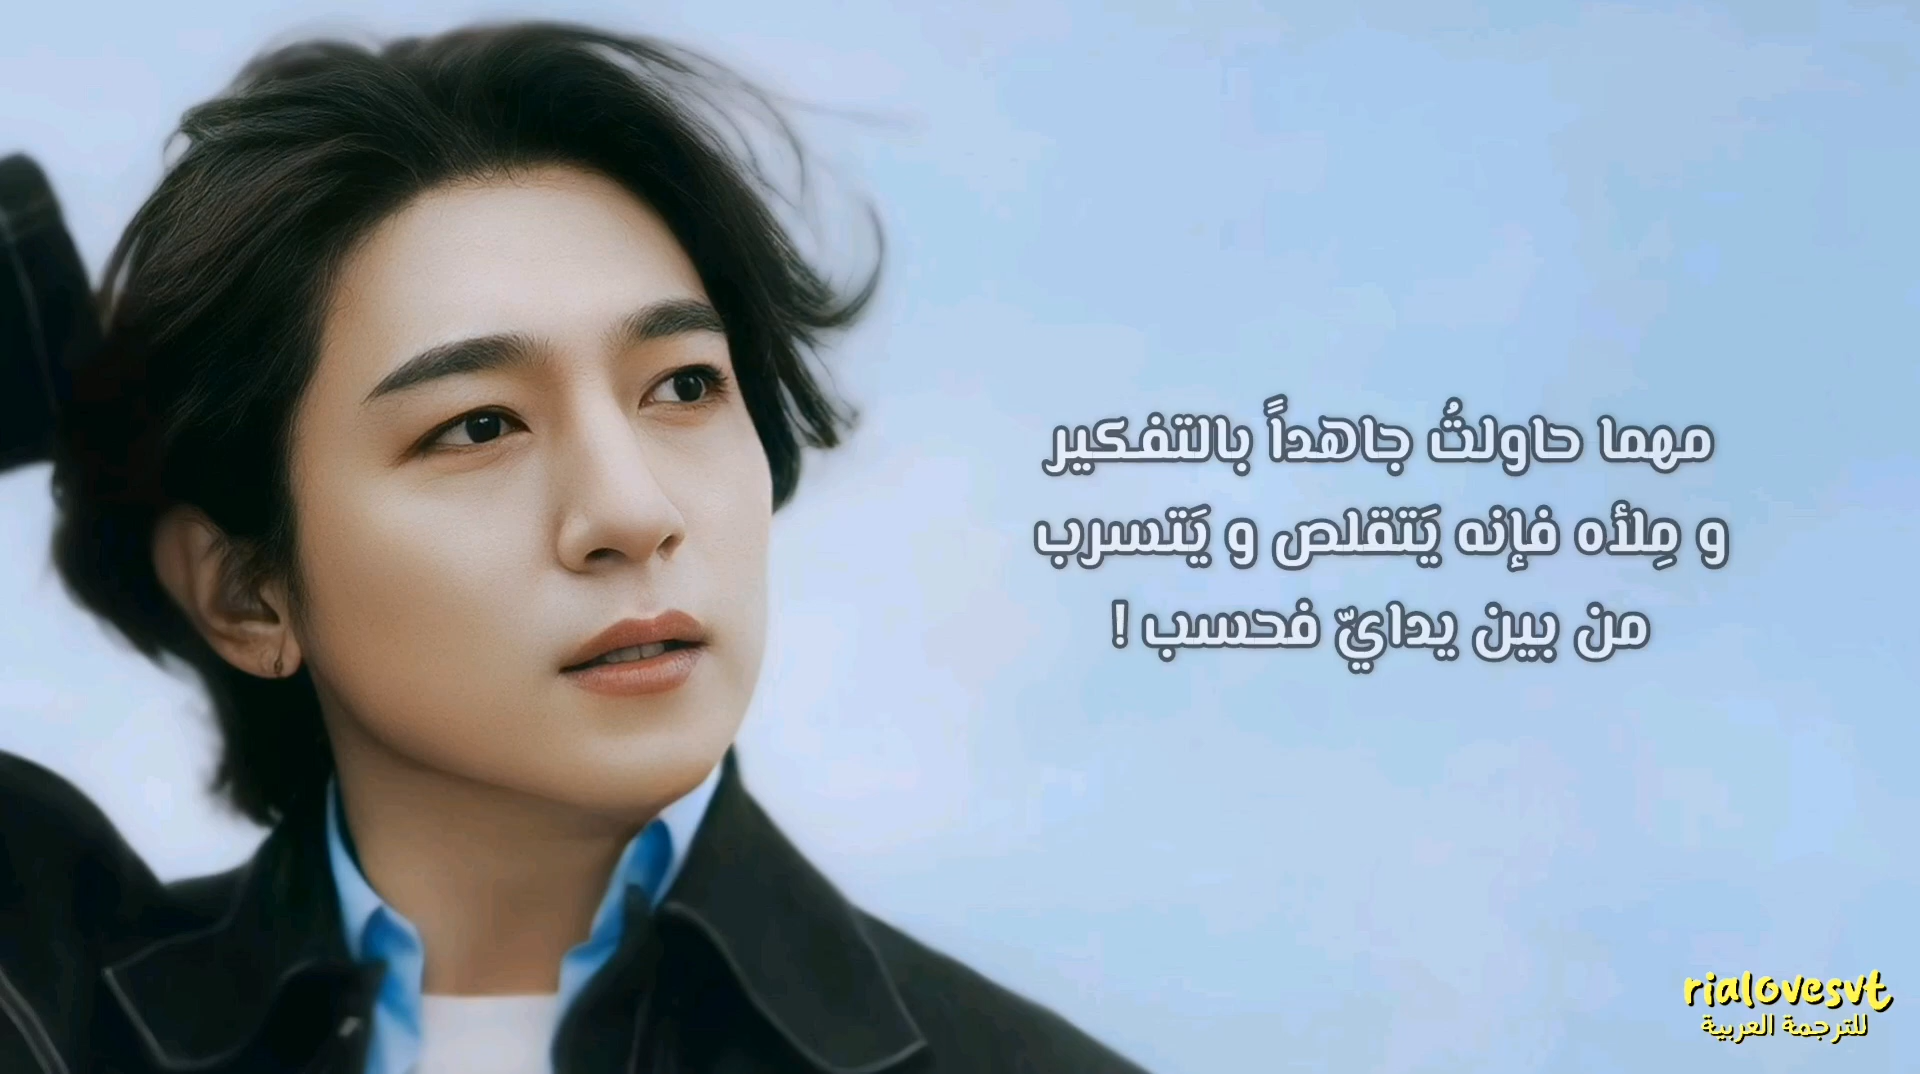 مهما حاولتُ جاهداً بالتفكير
و مِلأه فإنه يَتقلص و يَتسرب
من بين يدايّ فحسب !
rialovesvt
للترجمة العربية